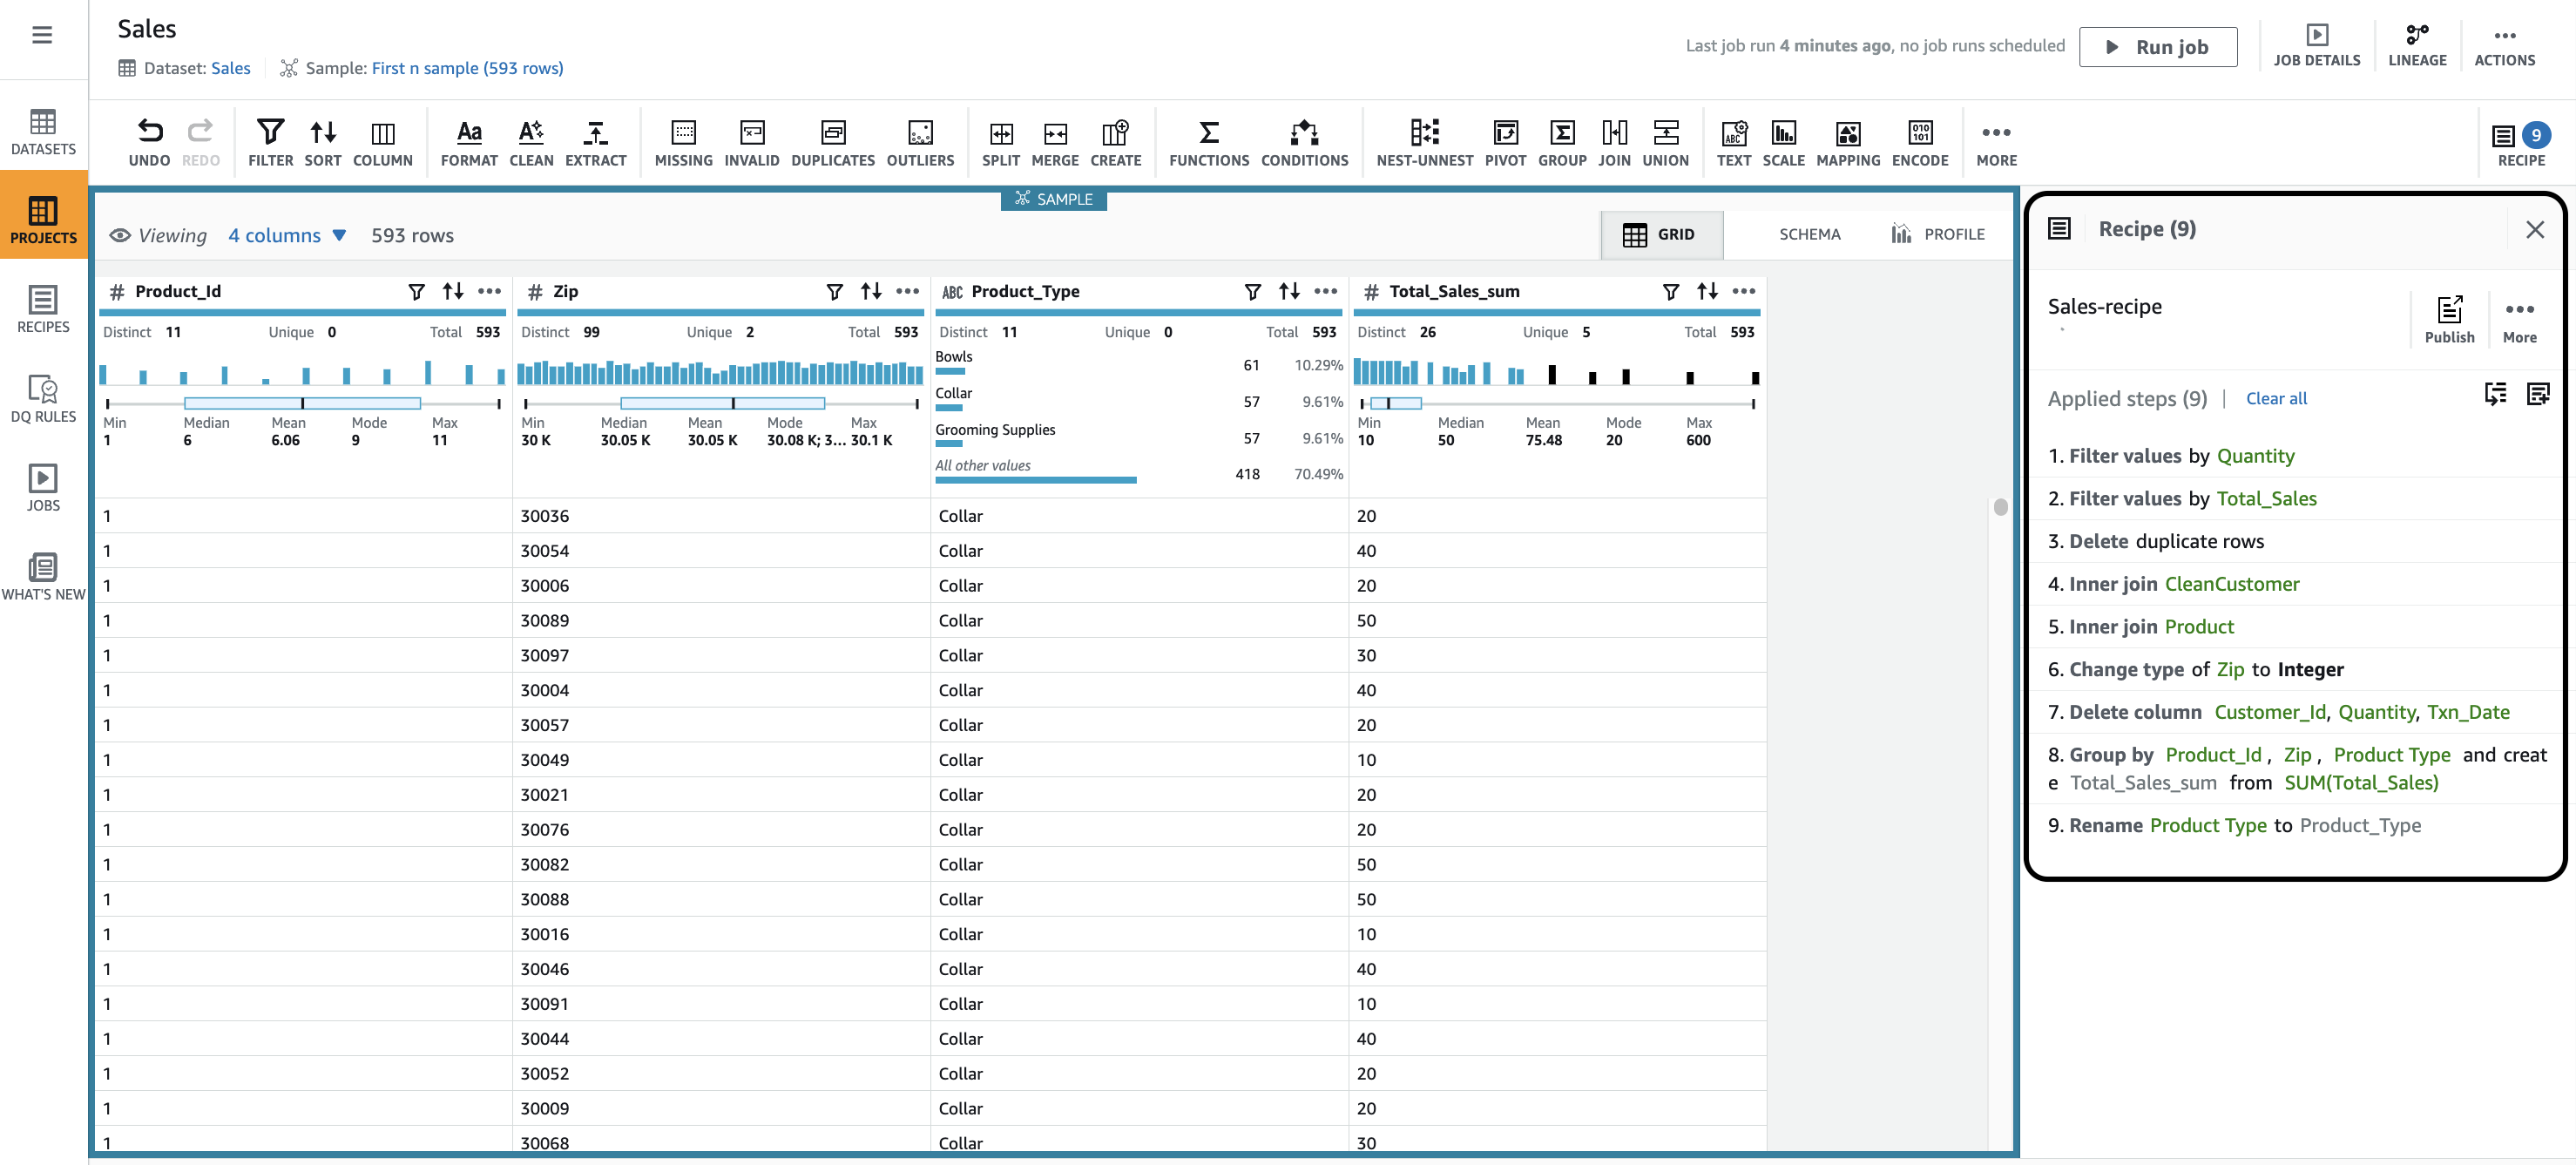 Sales
Dataset: Sales
Sample: First n sample (593 rows)
Last job run 4 minutes ago, no job runs scheduled
Run job
JOB DETAILS
LINEAGE
ACTIONS
UNDO REDO FILTER SORT COLUMN FORMAT CLEAN EXTRACT MISSING INVALID DUPLICATES OUTLIERS SPLIT MERGE CREATE FUNCTIONS CONDITIONS NEST-UNNEST PIVOT GROUP JOIN UNION TEXT SCALE MAPPING ENCODE MORE
9
RECIPE
DATASETS
PROJECTS
RECIPES
DQ RULES
JOBS
WHAT'S NEW
SAMPLE
Viewing 4 columns 593 rows
GRID SCHEMA PROFILE
# Product_Id
Distinct 11 Unique 0 Total 593
Min Median Mean Mode Max
1 6 6.06 9 11
# Zip
Distinct 99 Unique 2 Total 593
Min Median Mean Mode Max
30 K 30.05 K 30.05 K 30.08 K; 3... 30.1 K
ABC Product_Type
Distinct 11 Unique 0 Total 593
Bowls 61 10.29%
Collar 57 9.61%
Grooming Supplies 57 9.61%
All other values 418 70.49%
# Total_Sales_sum
Distinct 26 Unique 5 Total 593
Min Median Mean Mode Max
10 50 75.48 20 600
1 30036 Collar 20
1 30054 Collar 40
1 30006 Collar 20
1 30089 Collar 50
1 30097 Collar 30
1 30004 Collar 40
1 30057 Collar 20
1 30049 Collar 10
1 30021 Collar 20
1 30076 Collar 20
1 30082 Collar 50
1 30088 Collar 50
1 30016 Collar 10
1 30046 Collar 40
1 30091 Collar 10
1 30044 Collar 40
1 30052 Collar 20
1 30009 Collar 20
1 30068 Collar 30
Recipe (9)
Sales-recipe
Publish
More
Applied steps (9) | Clear all
1. Filter values by Quantity
2. Filter values by Total_Sales
3. Delete duplicate rows
4. Inner join CleanCustomer
5. Inner join Product
6. Change type of Zip to Integer
7. Delete column Customer_Id, Quantity, Txn_Date
8. Group by Product_Id , Zip , Product Type and creat
e Total_Sales_sum from SUM(Total_Sales)
9. Rename Product Type to Product_Type